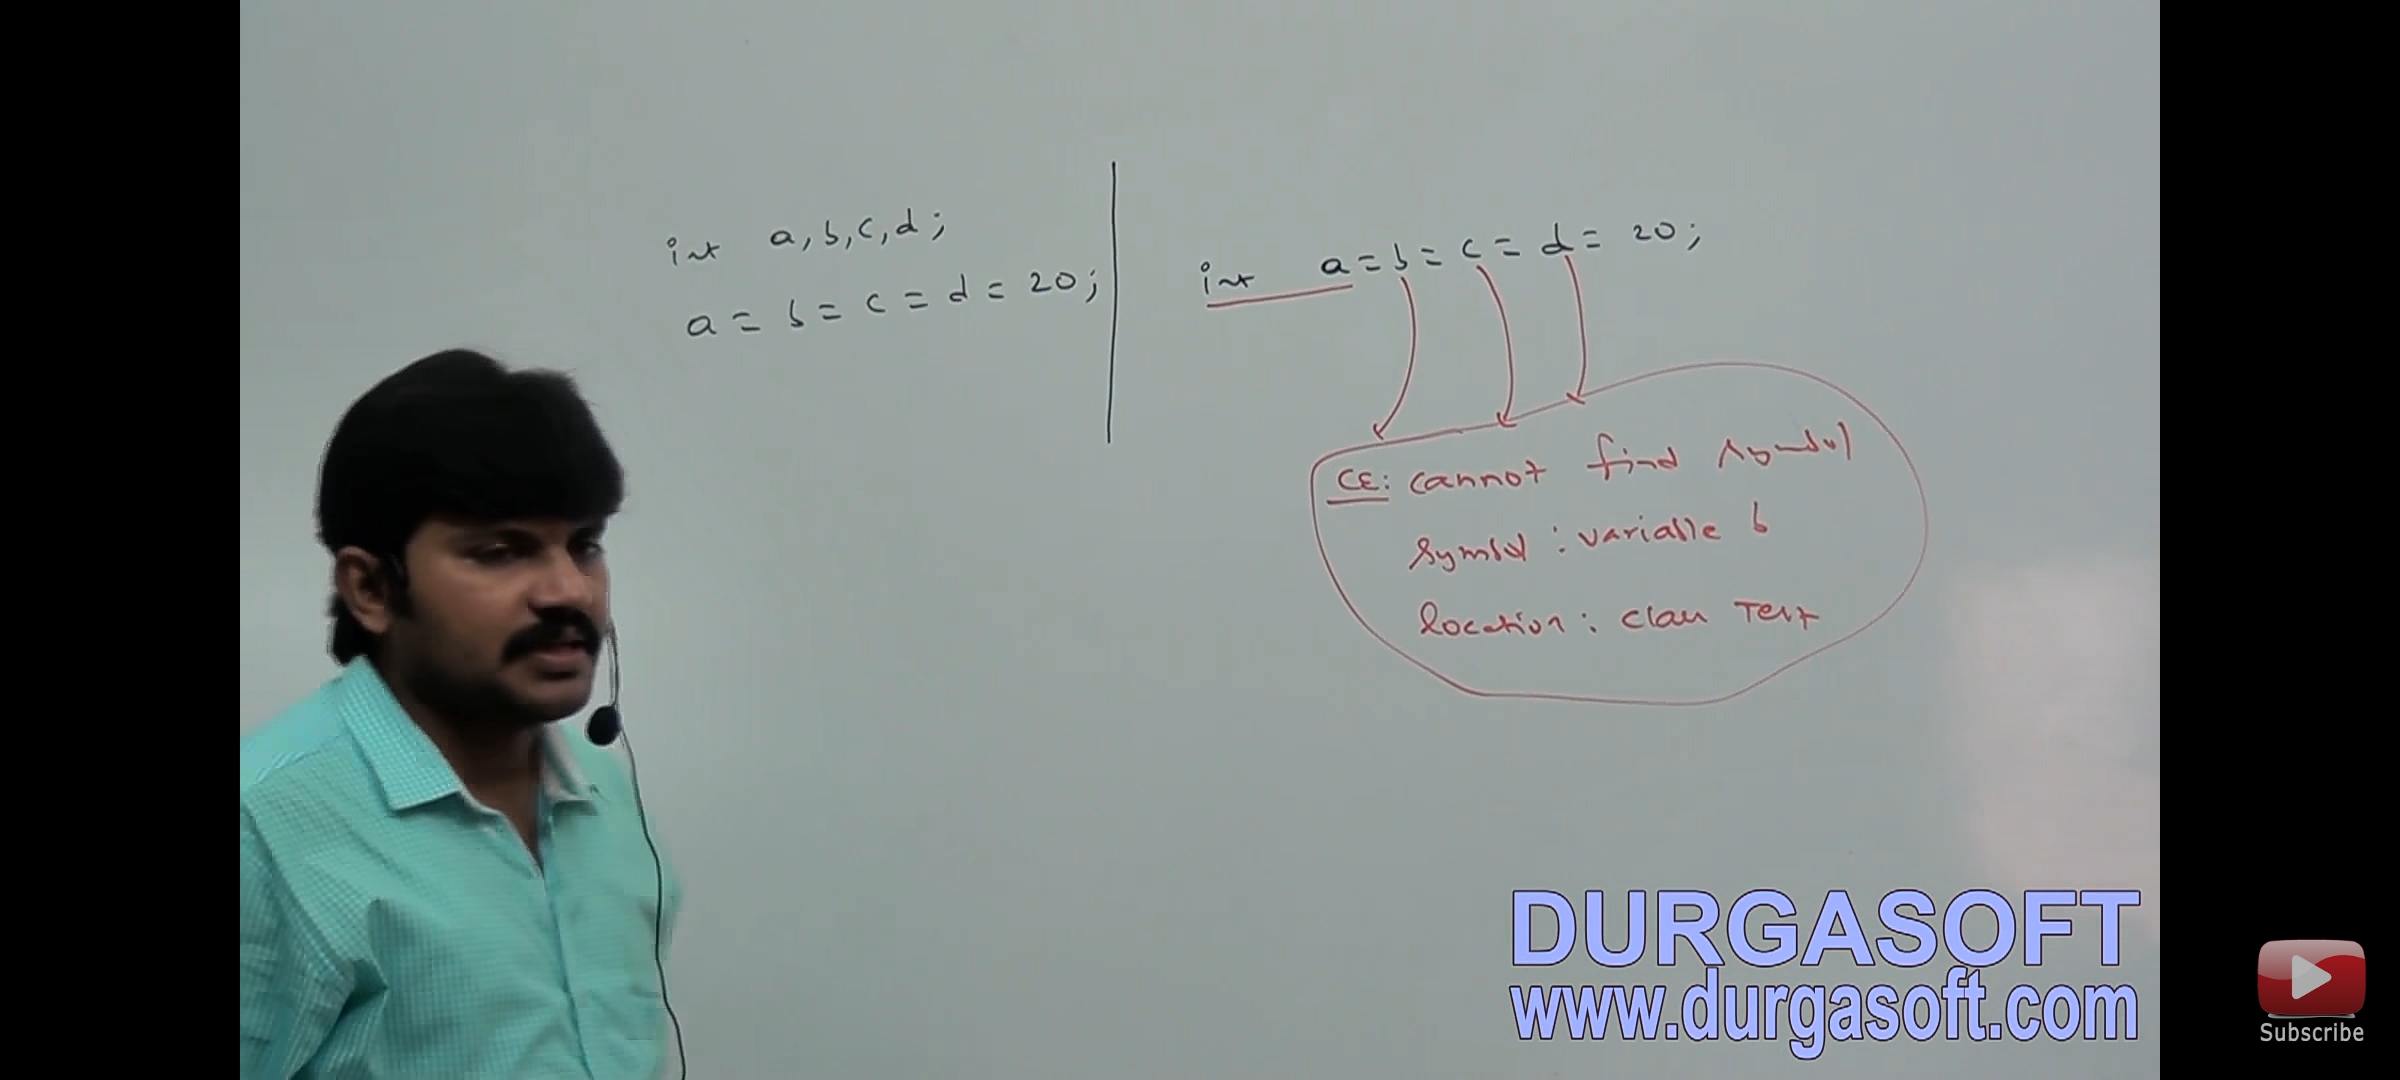 int a,b,c,d;
a = b = c = d = 20;
int a = b = c = d = 20;
CE: cannot find symbol
symbol : variable b
location : class Test
DURGASOFT
www.durgasoft.com
Subscribe